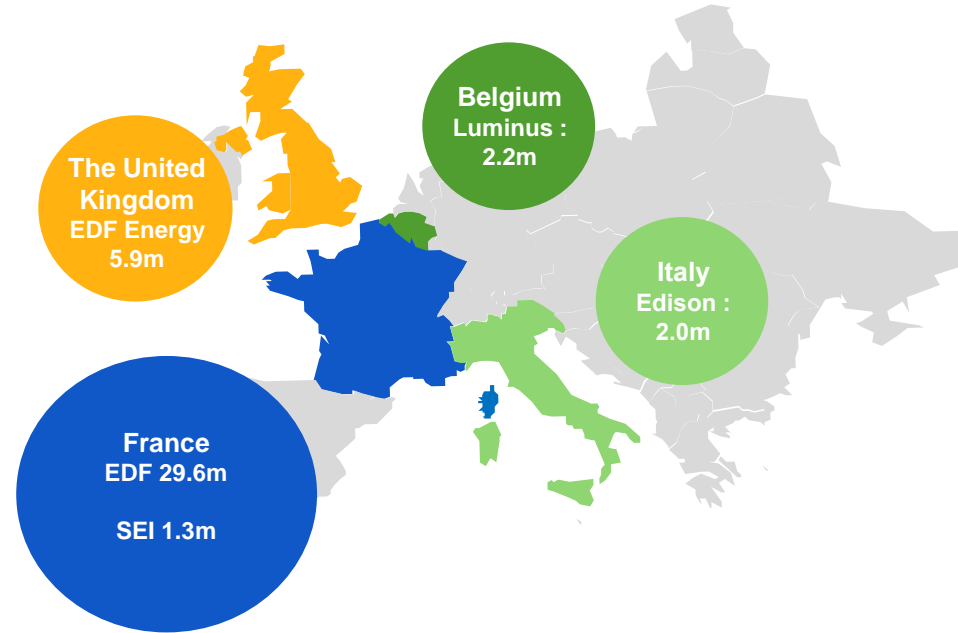 Belgium
Luminus :
2.2m
The United
Kingdom
EDF Energy
5.9m
Italy
Edison :
2.0m
France
EDF 29.6m
SEI 1.3m